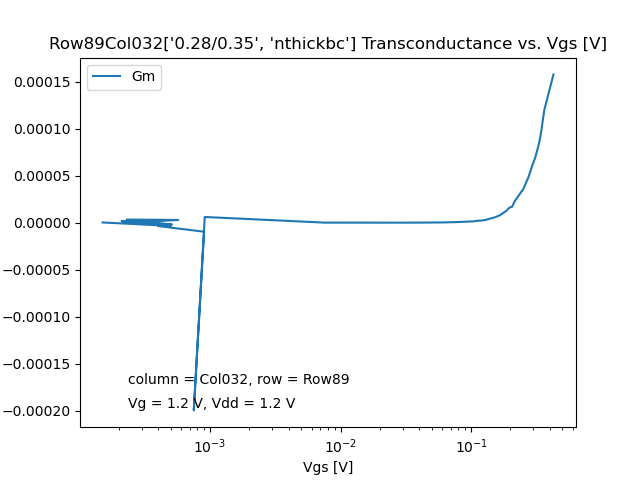 Row89Col032['0.28/0.35', 'nthickbc'] Transconductance vs. Vgs [V]
Gm
0.00015
0.00010
0.00005
0.00000
−0.00005
−0.00010
−0.00015
−0.00020
column = Col032, row = Row89
Vg = 1.2 V, Vdd = 1.2 V
10⁻³ 10⁻² 10⁻¹
Vgs [V]